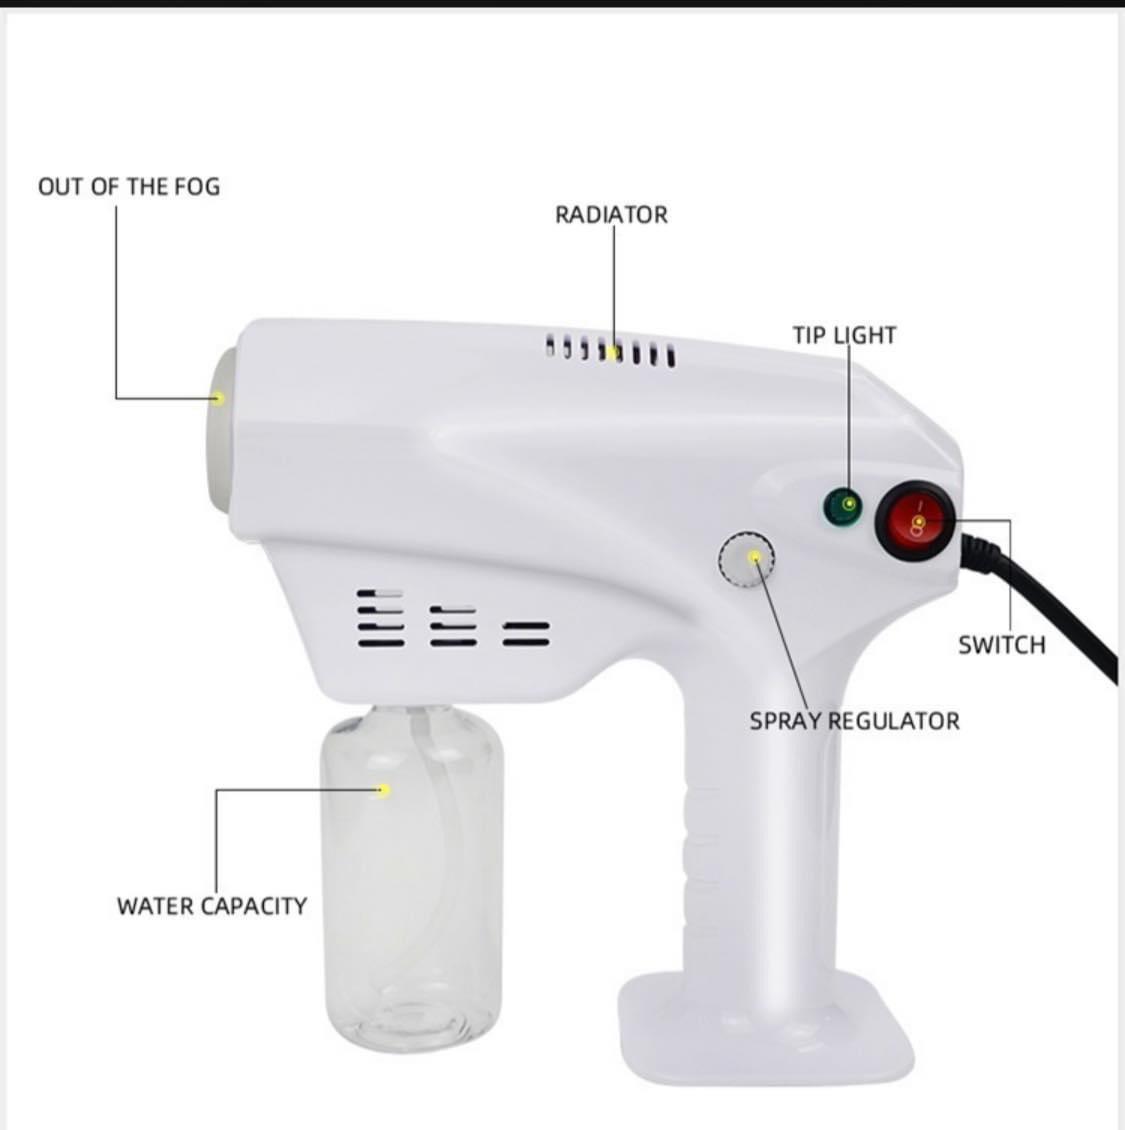 OUT OF THE FOG
RADIATOR
TIP LIGHT
SWITCH
SPRAY REGULATOR
WATER CAPACITY